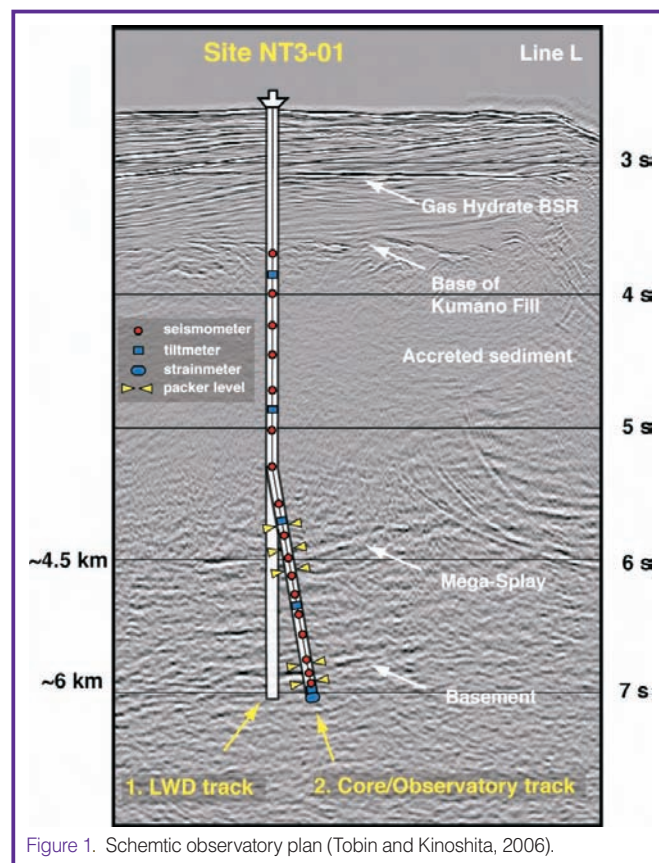 Site NT3-01
Line L
3 s
Gas Hydrate BSR
Base of
Kumano Fill
4 s
seismometer
tiltmeter
strainmeter
packer level
Accreted sediment
5 s
~4.5 km
6 s
Mega-Splay
~6 km
Basement
7 s
1. LWD track
2. Core/Observatory track
Figure 1. Schemtic observatory plan (Tobin and Kinoshita, 2006).